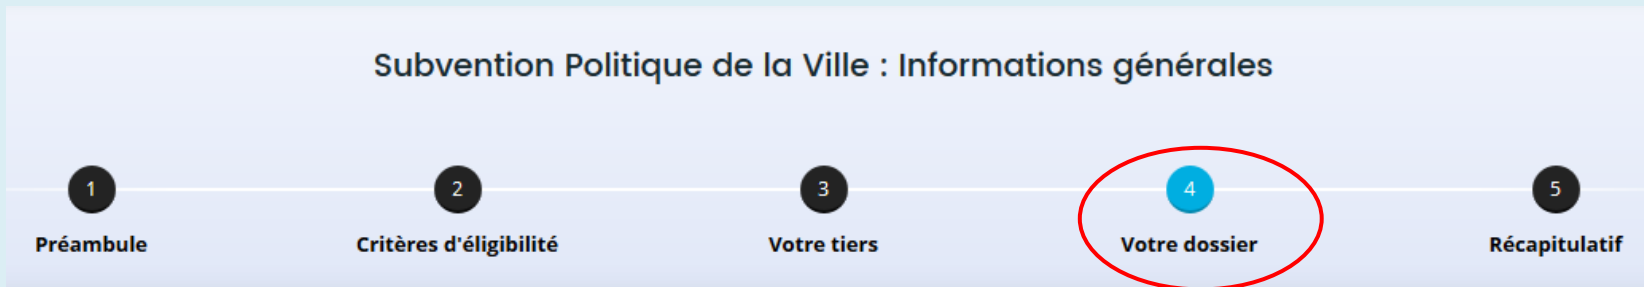 Subvention Politique de la Ville : Informations générales
1 2 3 4 5
Préambule Critères d'éligibilité Votre tiers Votre dossier Récapitulatif